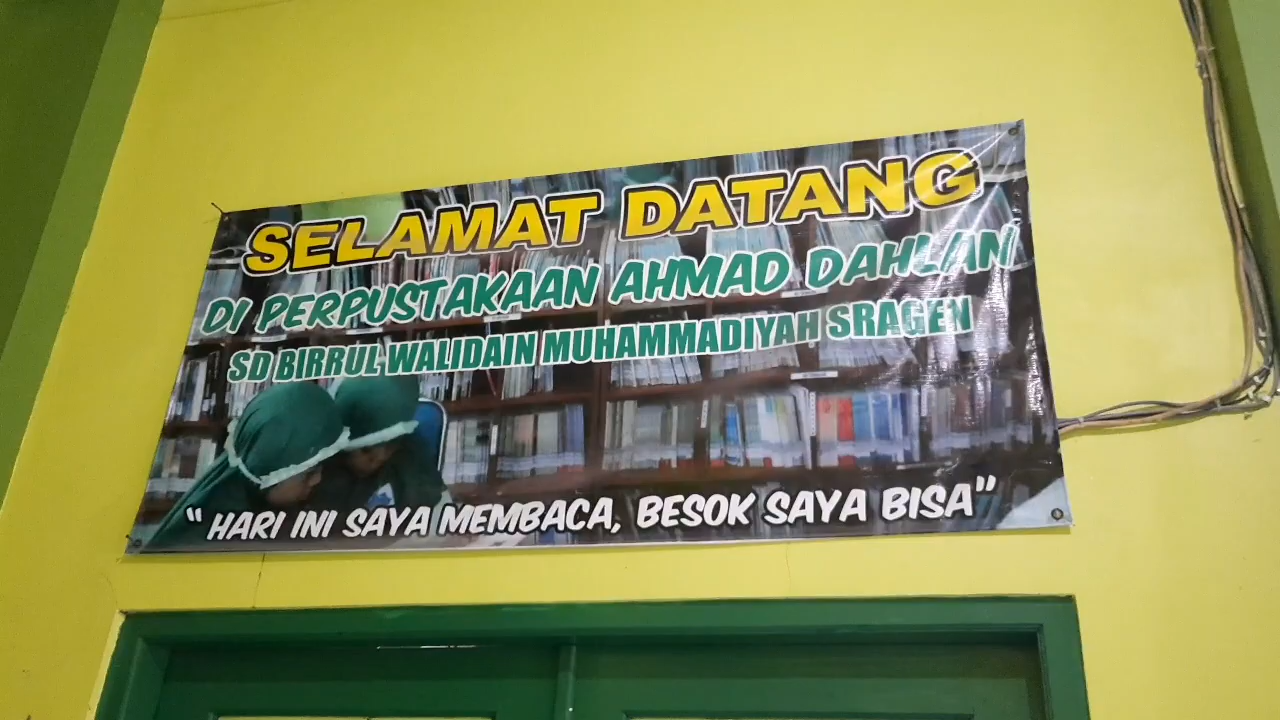 SELAMAT DATANG
DI PERPUSTAKAAN AHMAD DAHLAN
SD BIRRUL WALIDAIN MUHAMMADIYAH SRAGEN
“HARI INI SAYA MEMBACA, BESOK SAYA BISA”